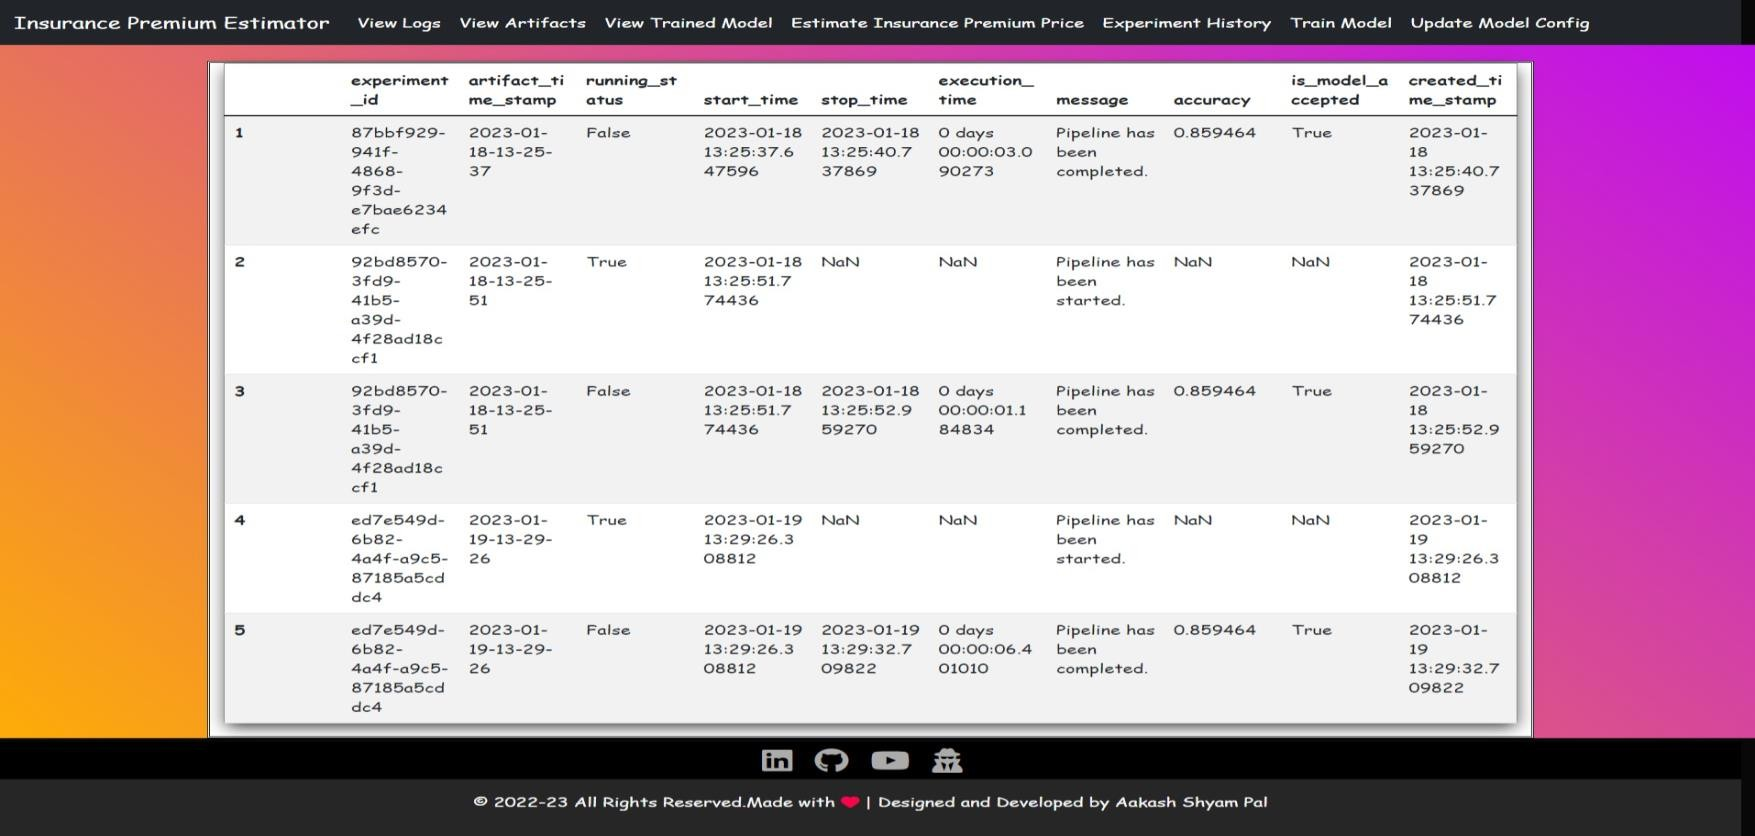 Insurance Premium Estimator View Logs View Artifacts View Trained Model Estimate Insurance Premium Price Experiment History Train Model Update Model Config
experiment artifact_ti running_st execution_ is_model_a created_ti
_id me_stamp atus start_time stop_time time message accuracy ccepted me_stamp
1 87bbf929- 2023-01- False 2023-01-18 2023-01-18 0 days Pipeline has 0.859464 True 2023-01-
941f- 18-13-25- 13:25:37.6 13:25:40.7 00:00:03.0 been 18
4868- 37 47596 37869 90273 completed. 13:25:40.7
9f3d- 37869
e7bae6234
efc
2 92bd8570- 2023-01- True 2023-01-18 NaN NaN Pipeline has NaN NaN 2023-01-
3fd9- 18-13-25- 13:25:51.7 been 18
41b5- 51 74436 started. 13:25:51.7
a39d- 74436
4f28ad18c
cf1
3 92bd8570- 2023-01- False 2023-01-18 2023-01-18 0 days Pipeline has 0.859464 True 2023-01-
3fd9- 18-13-25- 13:25:51.7 13:25:52.9 00:00:01.1 been 18
41b5- 51 74436 59270 84834 completed. 13:25:52.9
a39d- 59270
4f28ad18c
cf1
4 ed7e549d- 2023-01- True 2023-01-19 NaN NaN Pipeline has NaN NaN 2023-01-
6b82- 19-13-29- 13:29:26.3 been 19
4a4f-a9c5- 26 08812 started. 13:29:26.3
87185a5cd 08812
dc4
5 ed7e549d- 2023-01- False 2023-01-19 2023-01-19 0 days Pipeline has 0.859464 True 2023-01-
6b82- 19-13-29- 13:29:26.3 13:29:32.7 00:00:06.4 been 19
4a4f-a9c5- 26 08812 09822 01010 completed. 13:29:32.7
87185a5cd 09822
dc4
in
© 2022-23 All Rights Reserved.Made with ❤ | Designed and Developed by Aakash Shyam Pal